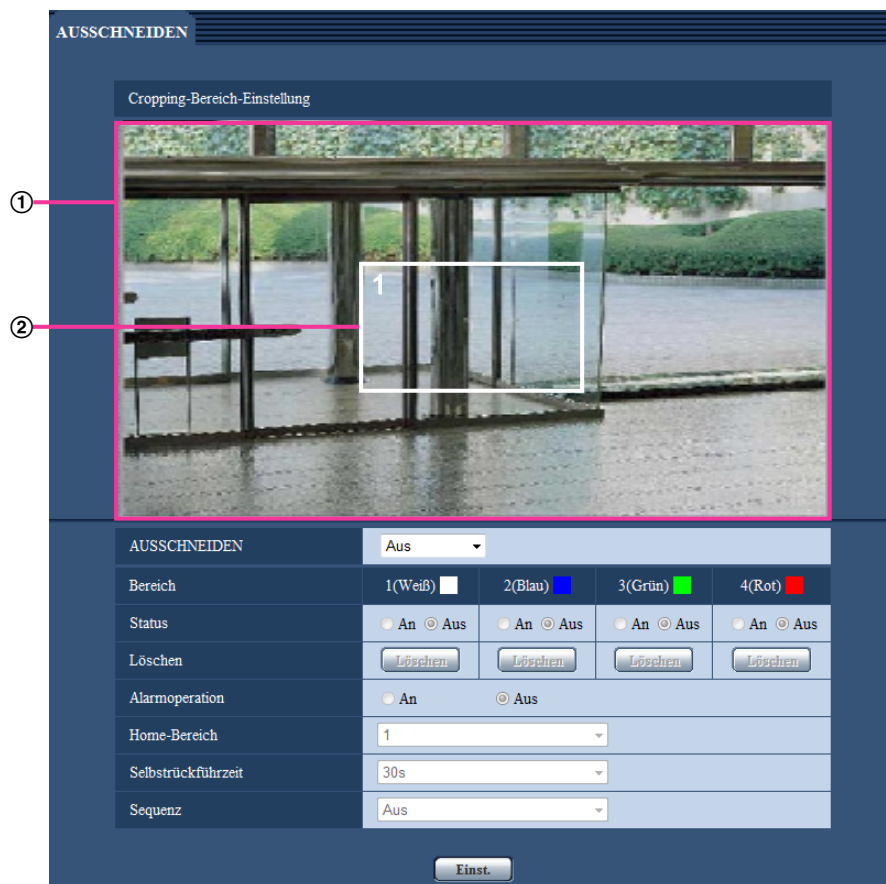 AUSSCHNEIDEN
Cropping-Bereich-Einstellung
①
1
②
AUSSCHNEIDEN Aus
Bereich 1(Weiß) 2(Blau) 3(Grün) 4(Rot)
Status An Aus An Aus An Aus An Aus
Löschen Löschen Löschen Löschen Löschen
Alarmoperation An Aus
Home-Bereich 1
Selbstrückführzeit 30s
Sequenz Aus
Einst.